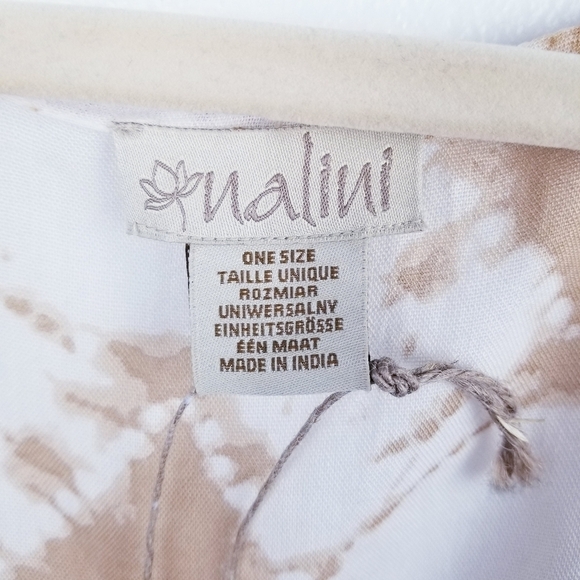 nalini
ONE SIZE
TAILLE UNIQUE
ROZMIAR
UNIWERSALNY
EINHEITSGRÖSSE
ÉÉN MAAT
MADE IN INDIA